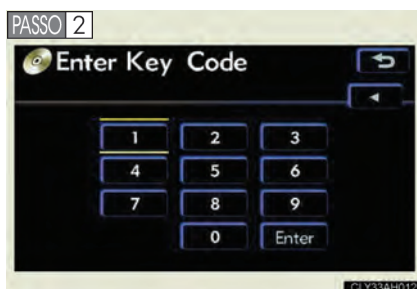 PASSO 2
Enter Key Code
1 2 3
4 5 6
7 8 9
0 Enter
CLY33AH012